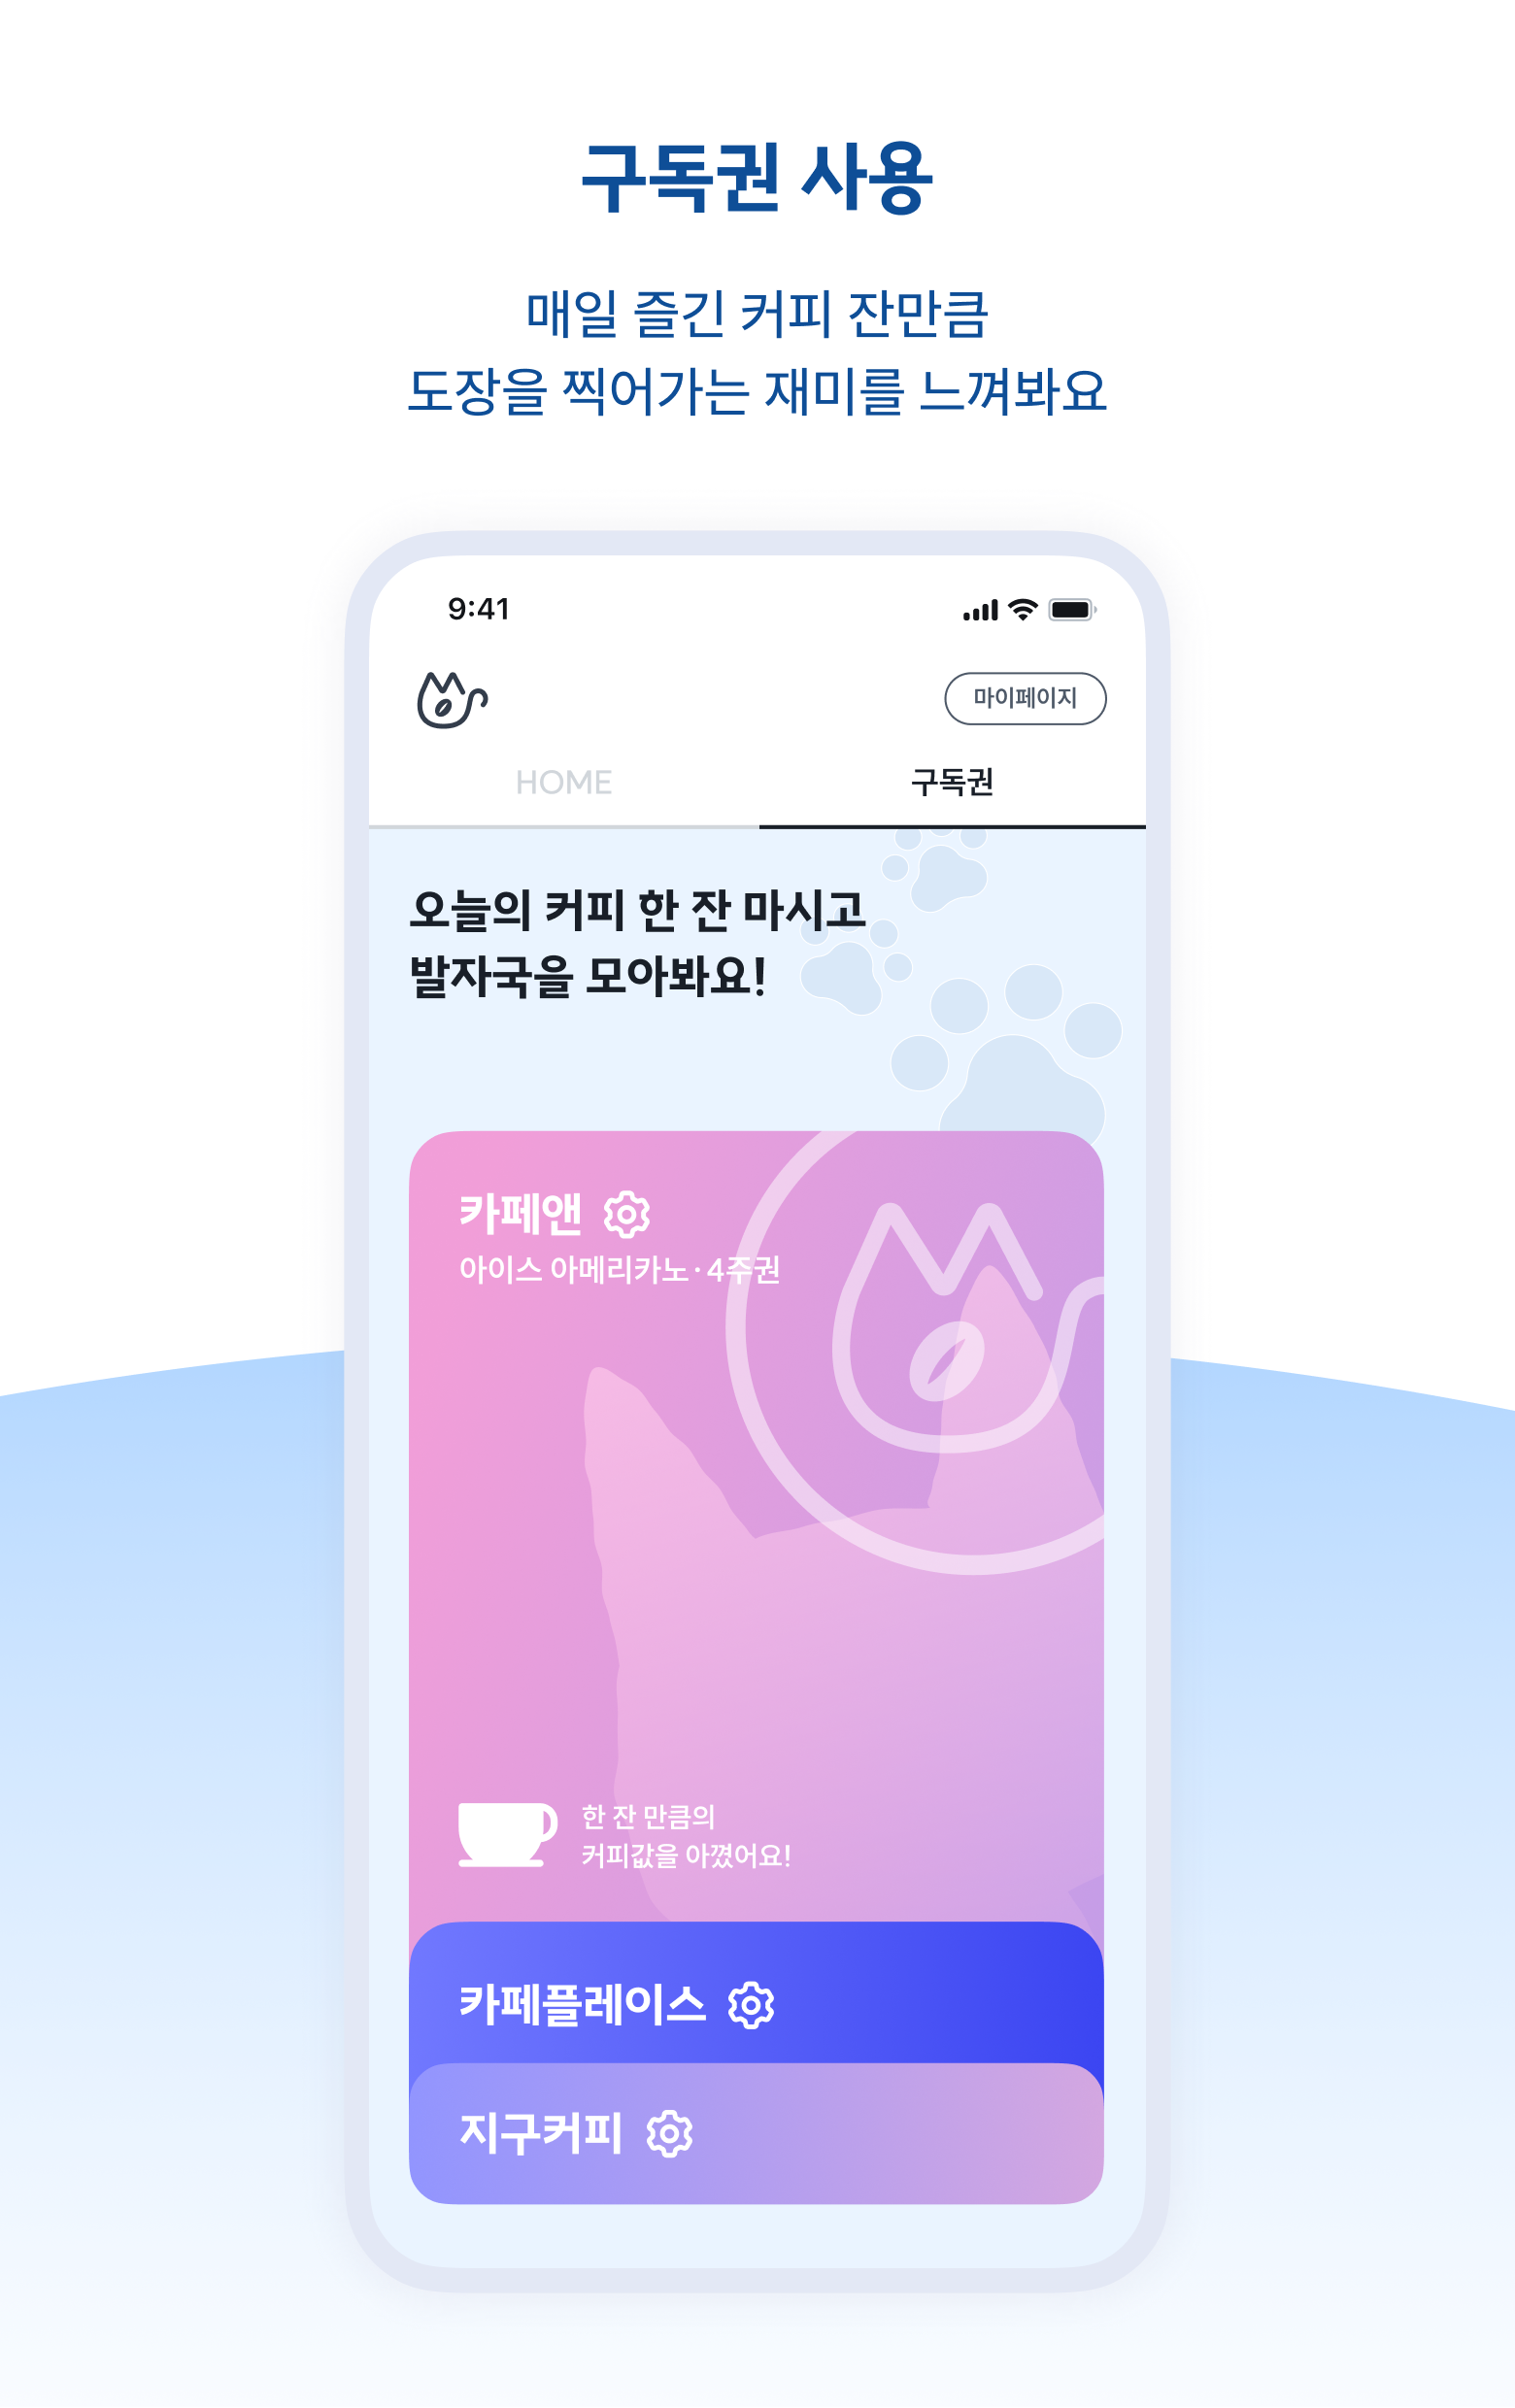 구독권 사용
매일 즐긴 커피 잔만큼
도장을 찍어가는 재미를 느껴봐요
9:41
마이페이지
HOME
구독권
오늘의 커피 한 잔 마시고
발자국을 모아봐요!
카페앤
아이스 아메리카노·4주권
한 잔 만큼의
커피값을 아꼈어요!
카페플레이스
지구커피